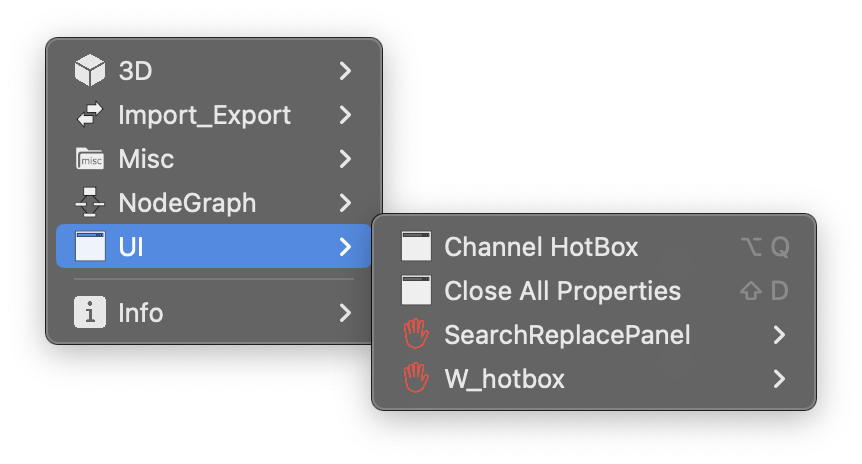 3D
Import_Export
misc Misc
NodeGraph
UI
Info
Channel HotBox ⌥ Q
Close All Properties ⇧ D
SearchReplacePanel
W_hotbox